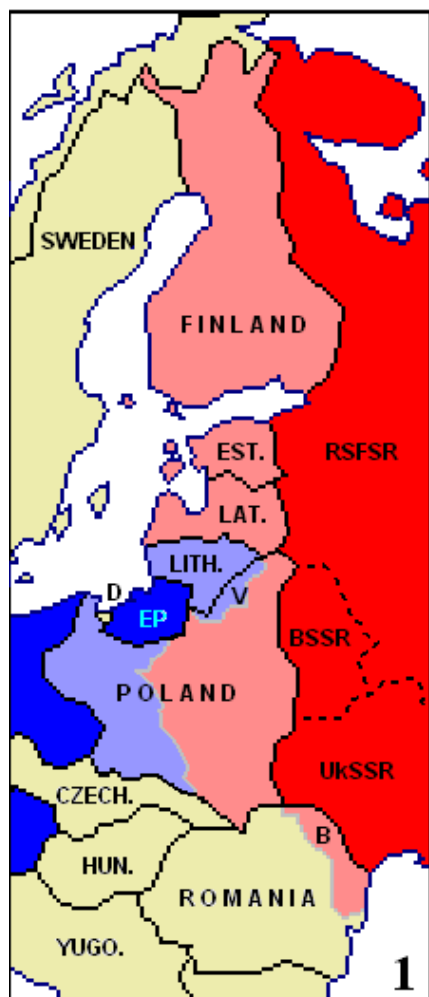 SWEDEN
FINLAND
EST.
RSFSR
LAT.
LITH.
D
V
EP
BSSR
POLAND
UkSSR
CZECH.
B
HUN.
ROMANIA
YUGO.
1